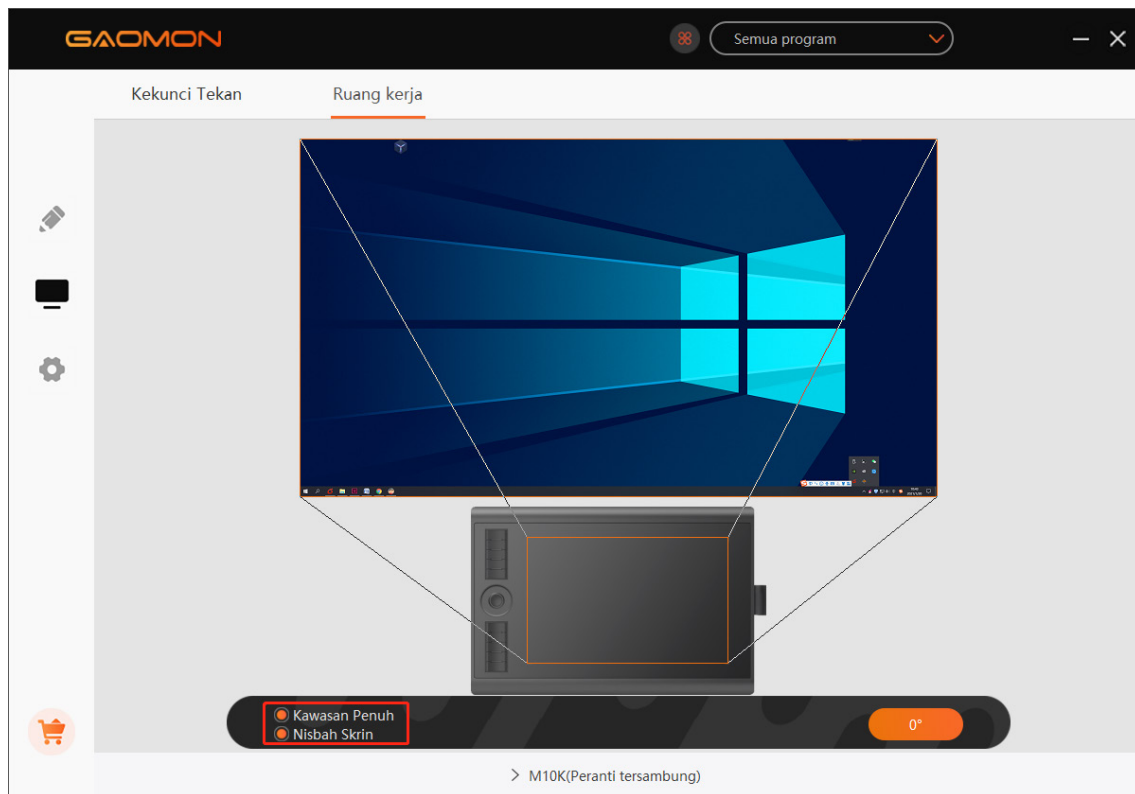 GAOMON
Semua program
Kekunci Tekan
Ruang kerja
Kawasan Penuh
Nisbah Skrin
0°
M10K(Peranti tersambung)